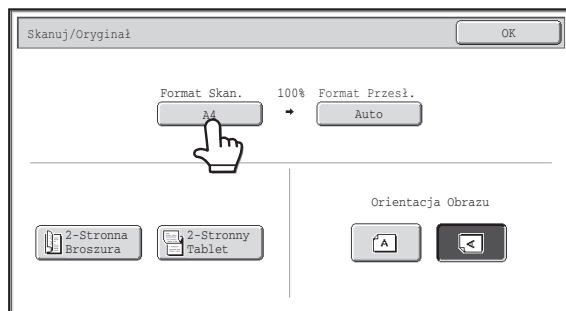 Skanuj/Oryginał
OK
Format Skan. 100% Format Przesł.
A4 Auto
Orientacja Obrazu
2-Stronna
Broszura
2-Stronny
Tablet
A
A